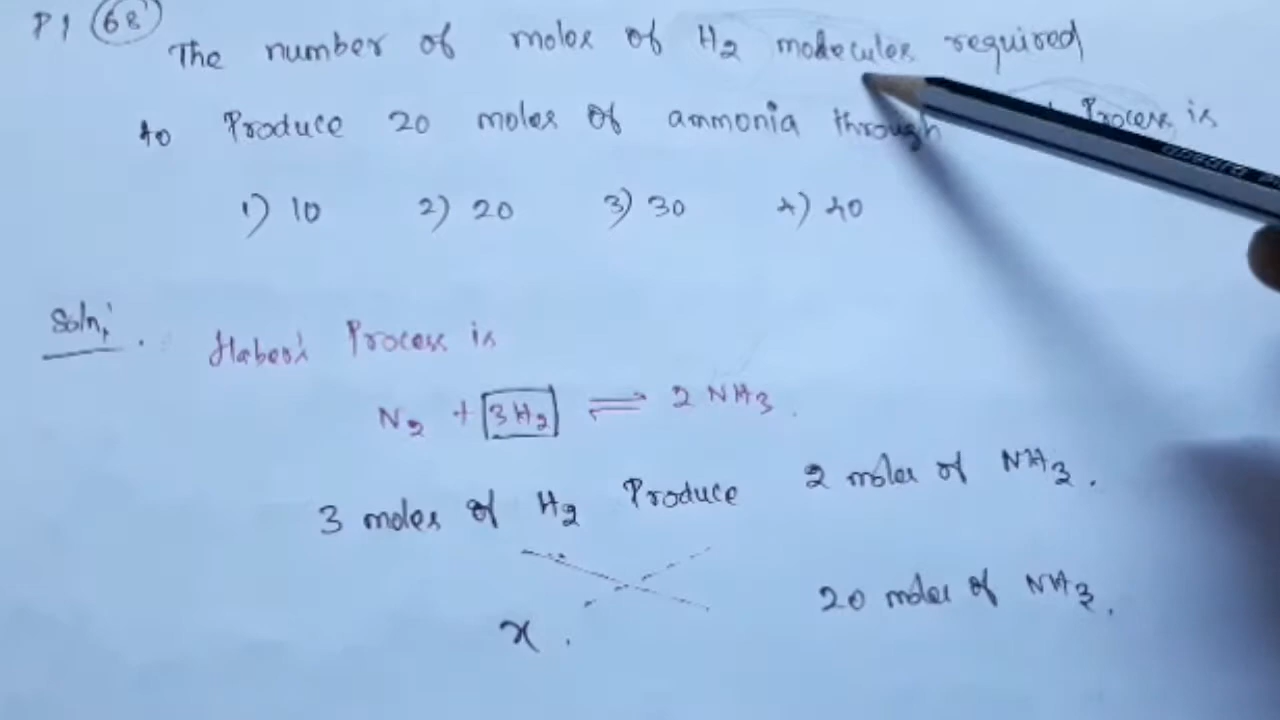 P1 68
The number of moles of H2 molecules required
to Produce 20 moles of ammonia through Process is
1) 10 2) 20 3) 30 4) 40
Soln, . Haber's Process is
N2 + 3H2 ⇌ 2 NH3.
3 moles of H2 Produce 2 moles of NH3.
x . 20 moles of NH3.